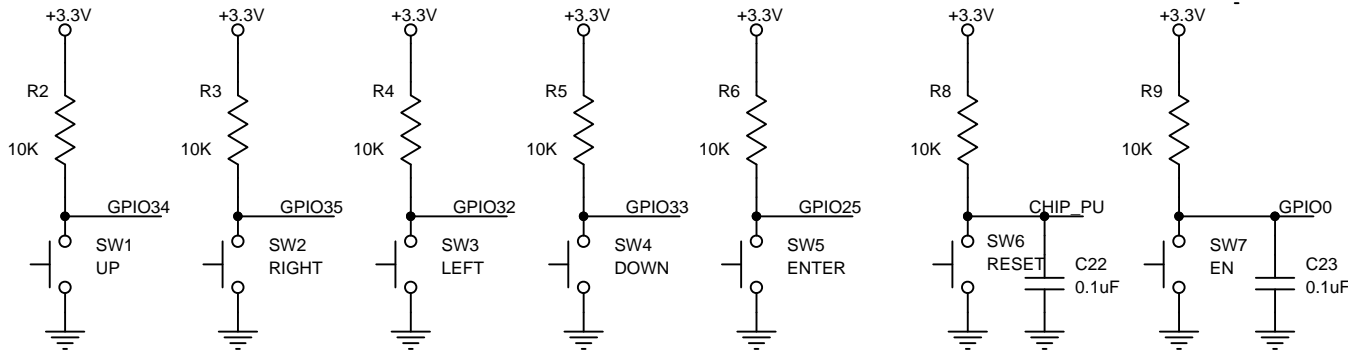 +3.3V +3.3V +3.3V +3.3V +3.3V +3.3V +3.3V
R2 R3 R4 R5 R6 R8 R9
10K 10K 10K 10K 10K 10K 10K
GPIO34 GPIO35 GPIO32 GPIO33 GPIO25 CHIP_PU GPIO0
SW1 SW2 SW3 SW4 SW5 SW6 SW7
UP RIGHT LEFT DOWN ENTER RESET EN
C22 C23
0.1uF 0.1uF